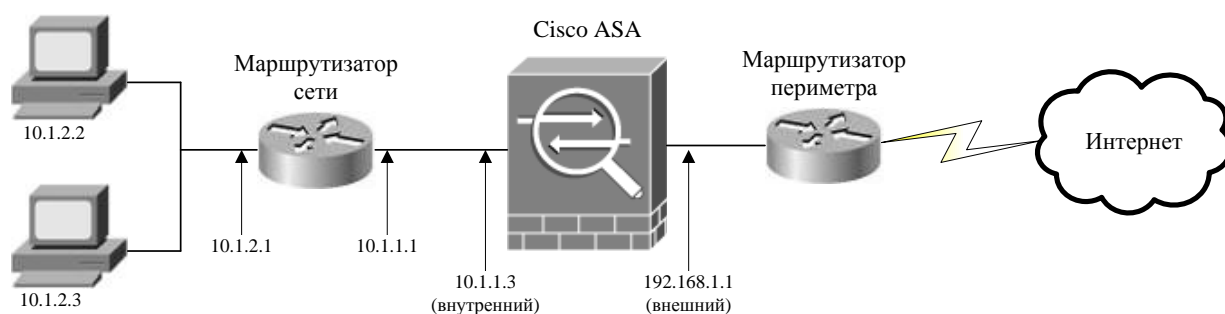 Cisco ASA
Маршрутизатор
сети
Маршрутизатор
периметра
10.1.2.2
Интернет
10.1.2.1
10.1.1.1
10.1.2.3
10.1.1.3
(внутренний)
192.168.1.1
(внешний)